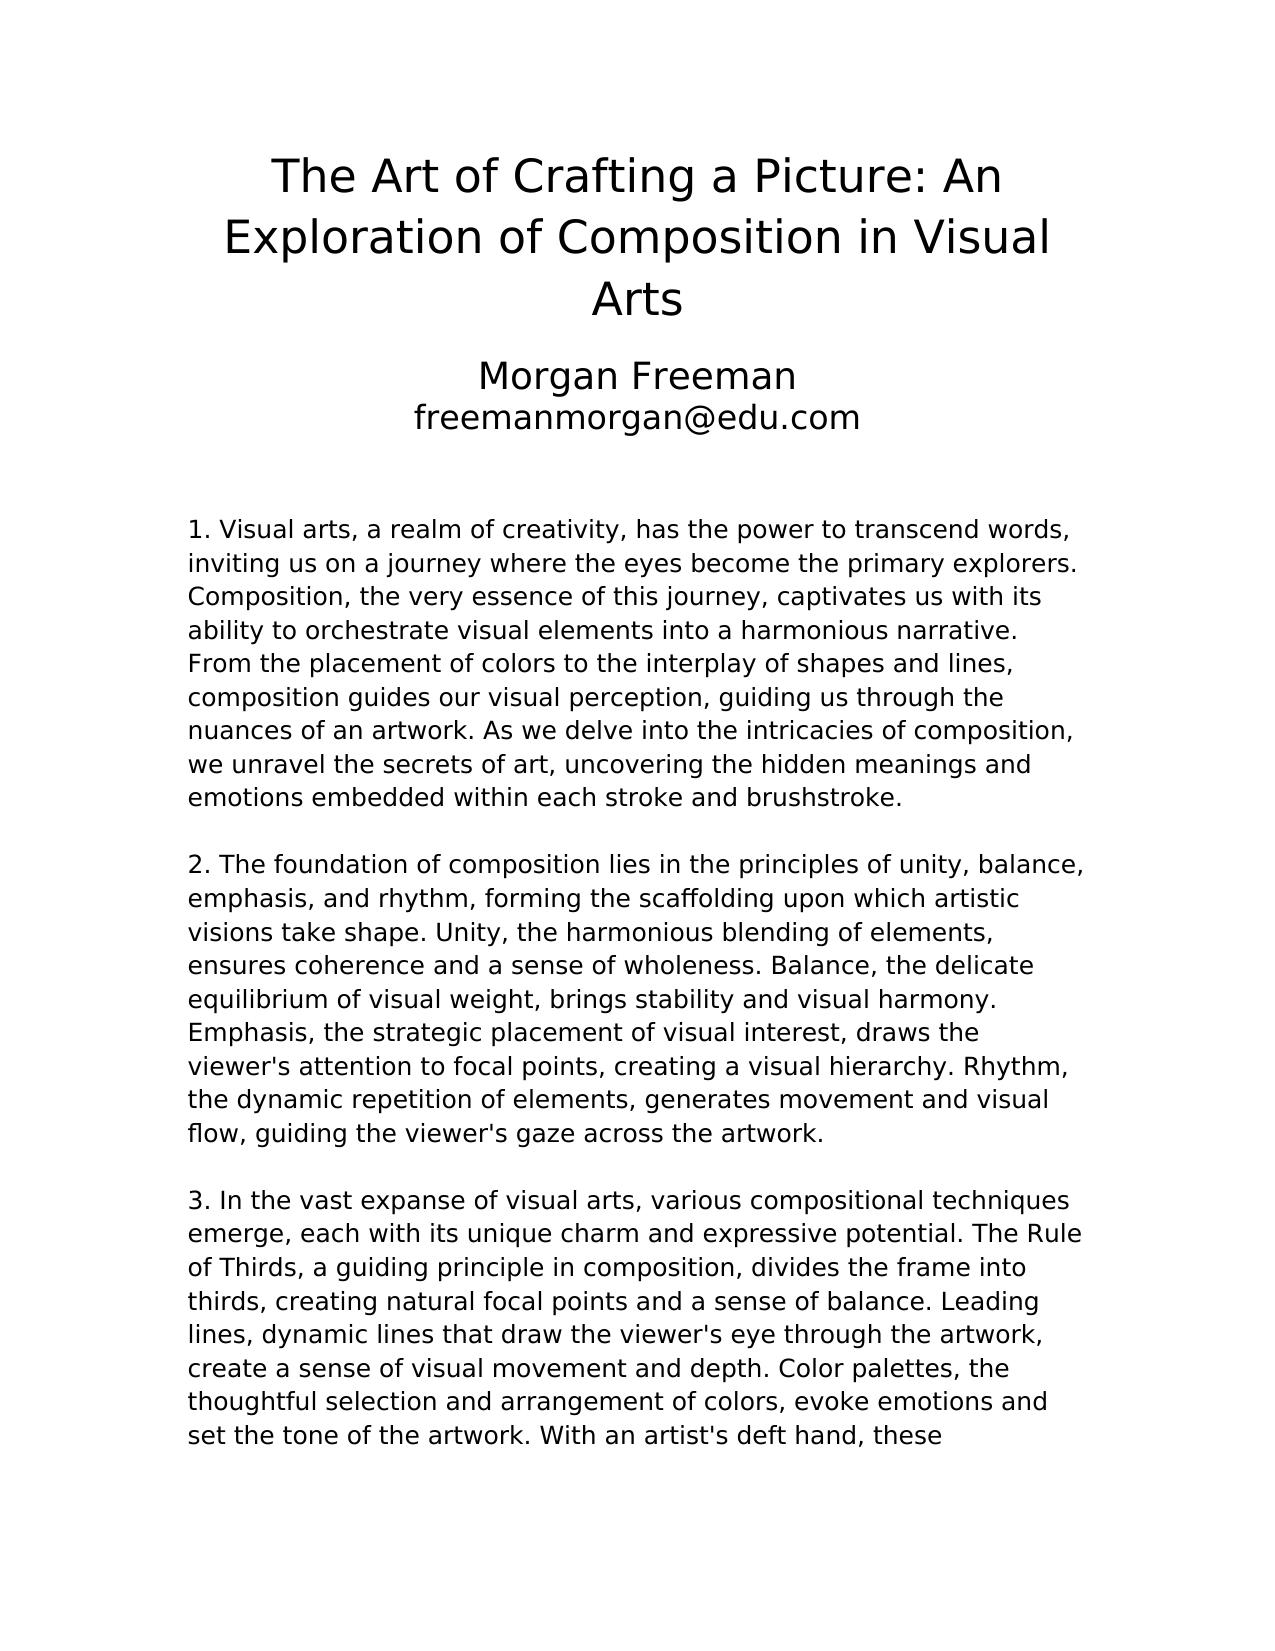 The Art of Crafting a Picture: An
Exploration of Composition in Visual
Arts
Morgan Freeman
freemanmorgan@edu.com
1. Visual arts, a realm of creativity, has the power to transcend words,
inviting us on a journey where the eyes become the primary explorers.
Composition, the very essence of this journey, captivates us with its
ability to orchestrate visual elements into a harmonious narrative.
From the placement of colors to the interplay of shapes and lines,
composition guides our visual perception, guiding us through the
nuances of an artwork. As we delve into the intricacies of composition,
we unravel the secrets of art, uncovering the hidden meanings and
emotions embedded within each stroke and brushstroke.
2. The foundation of composition lies in the principles of unity, balance,
emphasis, and rhythm, forming the scaffolding upon which artistic
visions take shape. Unity, the harmonious blending of elements,
ensures coherence and a sense of wholeness. Balance, the delicate
equilibrium of visual weight, brings stability and visual harmony.
Emphasis, the strategic placement of visual interest, draws the
viewer's attention to focal points, creating a visual hierarchy. Rhythm,
the dynamic repetition of elements, generates movement and visual
flow, guiding the viewer's gaze across the artwork.
3. In the vast expanse of visual arts, various compositional techniques
emerge, each with its unique charm and expressive potential. The Rule
of Thirds, a guiding principle in composition, divides the frame into
thirds, creating natural focal points and a sense of balance. Leading
lines, dynamic lines that draw the viewer's eye through the artwork,
create a sense of visual movement and depth. Color palettes, the
thoughtful selection and arrangement of colors, evoke emotions and
set the tone of the artwork. With an artist's deft hand, these